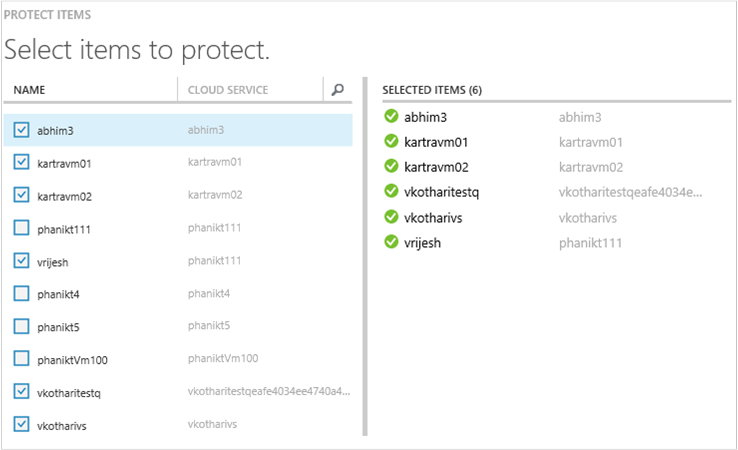 PROTECT ITEMS
Select items to protect.
NAME CLOUD SERVICE
abhim3 abhim3
kartravm01 kartravm01
kartravm02 kartravm02
phanikt111 phanikt111
vrijesh phanikt111
phanikt4 phanikt4
phanikt5 phanikt5
phaniktVm100 phaniktVm100
vkotharitestq vkotharitestqeafe4034ee4740a4...
vkotharivs vkotharivs
SELECTED ITEMS (6)
abhim3 abhim3
kartravm01 kartravm01
kartravm02 kartravm02
vkotharitestq vkotharitestqeafe4034e...
vkotharivs vkotharivs
vrijesh phanikt111